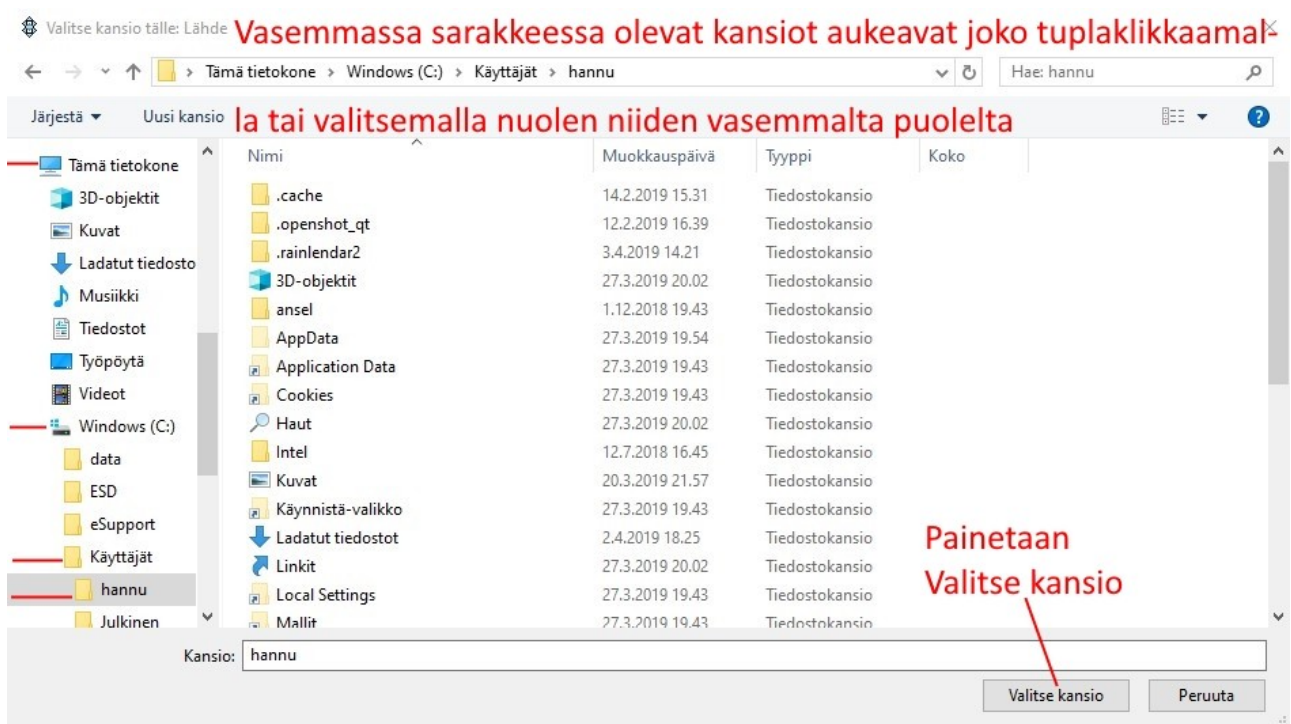 Valitse kansio tälle: Lähde
Vasemmassa sarakkeessa olevat kansiot aukeavat joko tuplaklikkaamal-
Tämä tietokone > Windows (C:) > Käyttäjät > hannu
Hae: hannu
Järjestä
Uusi kansio
la tai valitsemalla nuolen niiden vasemmalta puolelta
Tämä tietokone
3D-objektit
Kuvat
Ladatut tiedosto
Musiikki
Tiedostot
Työpöytä
Videot
Windows (C:)
data
ESD
eSupport
Käyttäjät
hannu
Julkinen
Nimi Muokkauspäivä Tyyppi Koko
.cache 14.2.2019 15.31 Tiedostokansio
.openshot_qt 12.2.2019 16.39 Tiedostokansio
.rainlendar2 3.4.2019 14.21 Tiedostokansio
3D-objektit 27.3.2019 20.02 Tiedostokansio
ansel 1.12.2018 19.43 Tiedostokansio
AppData 27.3.2019 19.54 Tiedostokansio
Application Data 27.3.2019 19.43 Tiedostokansio
Cookies 27.3.2019 19.43 Tiedostokansio
Haut 27.3.2019 20.02 Tiedostokansio
Intel 12.7.2018 16.45 Tiedostokansio
Kuvat 20.3.2019 21.57 Tiedostokansio
Käynnistä-valikko 27.3.2019 19.43 Tiedostokansio
Ladatut tiedostot 2.4.2019 18.25 Tiedostokansio
Linkit 27.3.2019 20.02 Tiedostokansio
Local Settings 27.3.2019 19.43 Tiedostokansio
Mallit 27.3.2019 19.43 Tiedostokansio
Painetaan
Valitse kansio
Kansio: hannu
Valitse kansio
Peruuta